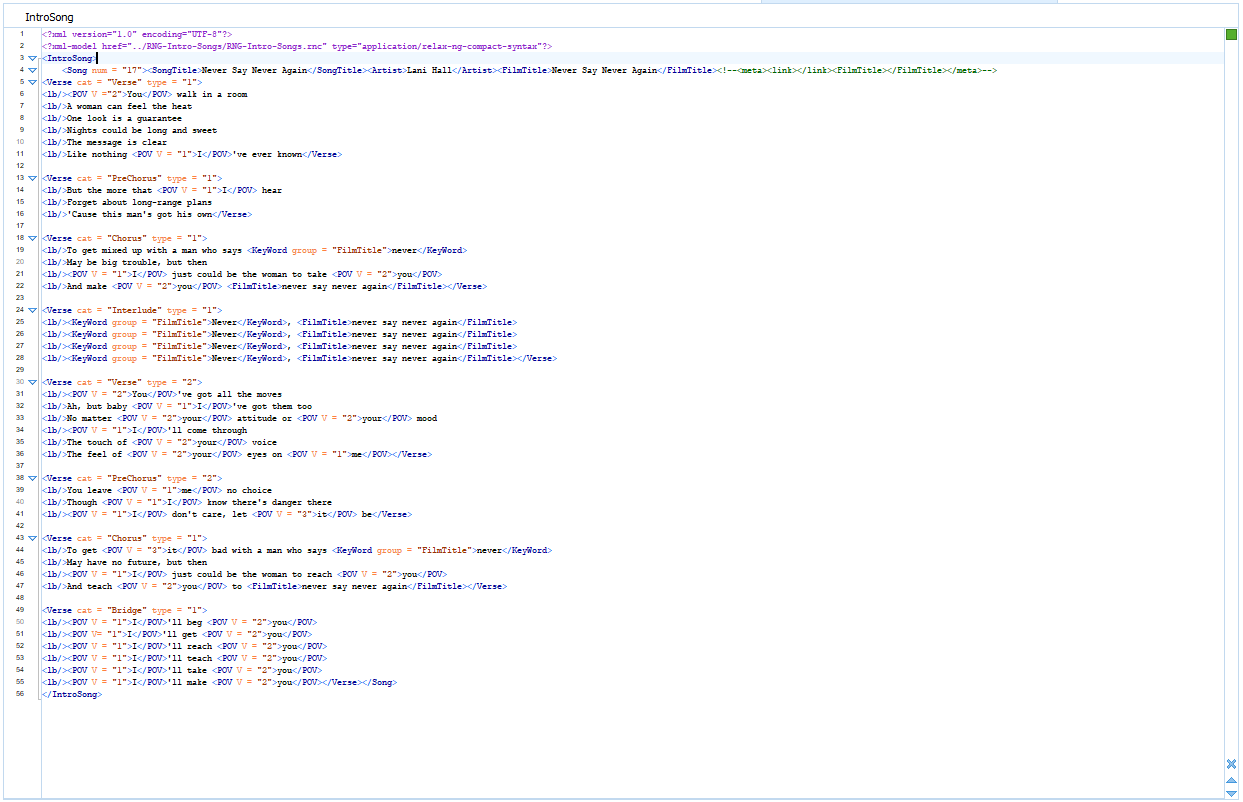 IntroSong
1 <?xml version="1.0" encoding="UTF-8"?>
2 <?xml-model href="../RNG-Intro-Songs/RNG-Intro-Songs.rnc" type="application/relax-ng-compact-syntax"?>
3 <IntroSong>
4 <Song num = "17"><SongTitle>Never Say Never Again</SongTitle><Artist>Lani Hall</Artist><FilmTitle>Never Say Never Again</FilmTitle><!--<meta><link></link><FilmTitle></FilmTitle></meta>-->
5 <Verse cat = "Verse" type = "1">
6 <lb/><POV V ="2">You</POV> walk in a room
7 <lb/>A woman can feel the heat
8 <lb/>One look is a guarantee
9 <lb/>Nights could be long and sweet
10 <lb/>The message is clear
11 <lb/>Like nothing <POV V = "1">I</POV>'ve ever known</Verse>
12
13 <Verse cat = "PreChorus" type = "1">
14 <lb/>But the more that <POV V = "1">I</POV> hear
15 <lb/>Forget about long-range plans
16 <lb/>'Cause this man's got his own</Verse>
17
18 <Verse cat = "Chorus" type = "1">
19 <lb/>To get mixed up with a man who says <KeyWord group = "FilmTitle">never</KeyWord>
20 <lb/>May be big trouble, but then
21 <lb/><POV V = "1">I</POV> just could be the woman to take <POV V = "2">you</POV>
22 <lb/>And make <POV V = "2">you</POV> <FilmTitle>never say never again</FilmTitle></Verse>
23
24 <Verse cat = "Interlude" type = "1">
25 <lb/><KeyWord group = "FilmTitle">Never</KeyWord>, <FilmTitle>never say never again</FilmTitle>
26 <lb/><KeyWord group = "FilmTitle">Never</KeyWord>, <FilmTitle>never say never again</FilmTitle>
27 <lb/><KeyWord group = "FilmTitle">Never</KeyWord>, <FilmTitle>never say never again</FilmTitle>
28 <lb/><KeyWord group = "FilmTitle">Never</KeyWord>, <FilmTitle>never say never again</FilmTitle></Verse>
29
30 <Verse cat = "Verse" type = "2">
31 <lb/><POV V = "2">You</POV>'ve got all the moves
32 <lb/>Ah, but baby <POV V = "1">I</POV>'ve got them too
33 <lb/>No matter <POV V = "2">your</POV> attitude or <POV V = "2">your</POV> mood
34 <lb/><POV V = "1">I</POV>'ll come through
35 <lb/>The touch of <POV V = "2">your</POV> voice
36 <lb/>The feel of <POV V = "2">your</POV> eyes on <POV V = "1">me</POV></Verse>
37
38 <Verse cat = "PreChorus" type = "2">
39 <lb/>You leave <POV V = "1">me</POV> no choice
40 <lb/>Though <POV V = "1">I</POV> know there's danger there
41 <lb/><POV V = "1">I</POV> don't care, let <POV V = "3">it</POV> be</Verse>
42
43 <Verse cat = "Chorus" type = "1">
44 <lb/>To get <POV V = "3">it</POV> bad with a man who says <KeyWord group = "FilmTitle">never</KeyWord>
45 <lb/>May have no future, but then
46 <lb/><POV V = "1">I</POV> just could be the woman to reach <POV V = "2">you</POV>
47 <lb/>And teach <POV V = "2">you</POV> to <FilmTitle>never say never again</FilmTitle></Verse>
48
49 <Verse cat = "Bridge" type = "1">
50 <lb/><POV V = "1">I</POV>'ll beg <POV V = "2">you</POV>
51 <lb/><POV V= "1">I</POV>'ll get <POV V = "2">you</POV>
52 <lb/><POV V = "1">I</POV>'ll reach <POV V = "2">you</POV>
53 <lb/><POV V = "1">I</POV>'ll teach <POV V = "2">you</POV>
54 <lb/><POV V = "1">I</POV>'ll take <POV V = "2">you</POV>
55 <lb/><POV V = "1">I</POV>'ll make <POV V = "2">you</POV></Verse></Song>
56 </IntroSong>